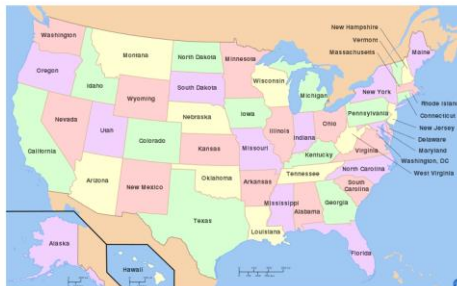 Washington
Montana
North Dakota
Minnesota
Oregon
Idaho
Wyoming
South Dakota
Wisconsin
Michigan
New Hampshire
Vermont
Massachusetts
Maine
New York
Rhode Island
Connecticut
New Jersey
Delaware
Maryland
Washington, DC
West Virginia
Nevada
Utah
Colorado
Nebraska
Iowa
Illinois
Indiana
Ohio
Pennsylvania
California
Kansas
Missouri
Kentucky
Virginia
Arizona
New Mexico
Oklahoma
Arkansas
Tennessee
North Carolina
South
Carolina
Texas
Louisiana
Mississippi
Alabama
Georgia
Florida
Alaska
Hawaii